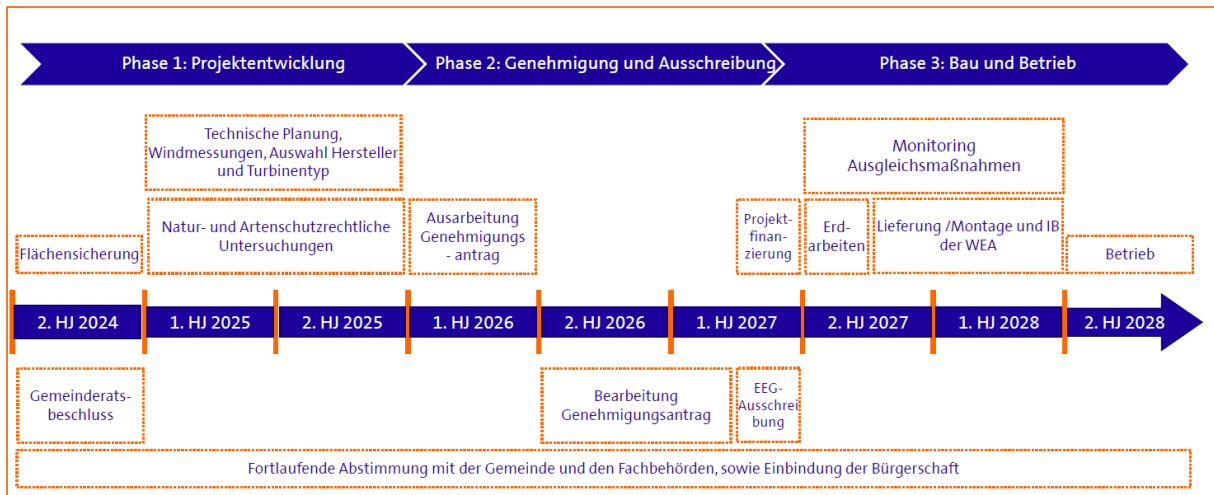 Phase 1: Projektentwicklung
Phase 2: Genehmigung und Ausschreibung
Phase 3: Bau und Betrieb
Technische Planung,
Windmessungen, Auswahl Hersteller
und Turbinentyp
Monitoring
Ausgleichsmaßnahmen
Flächensicherung
Natur- und Artenschutzrechtliche
Untersuchungen
Ausarbeitung
Genehmigungs
- antrag
Projekt-
finan-
zierung
Erd-
arbeiten
Lieferung /Montage und IB
der WEA
Betrieb
2. HJ 2024
1. HJ 2025
2. HJ 2025
1. HJ 2026
2. HJ 2026
1. HJ 2027
2. HJ 2027
1. HJ 2028
2. HJ 2028
Gemeinderats-
beschluss
Bearbeitung
Genehmigungsantrag
EEG-
Ausschrei
bung
Fortlaufende Abstimmung mit der Gemeinde und den Fachbehörden, sowie Einbindung der Bürgerschaft